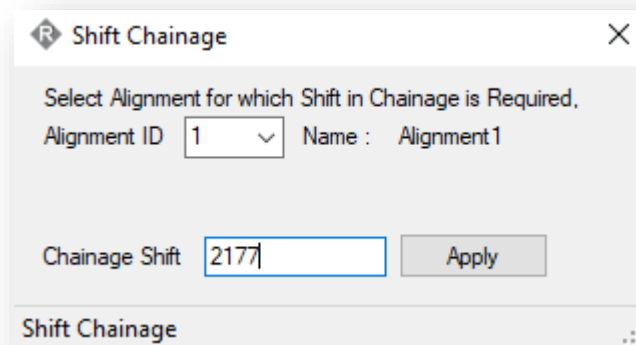 R Shift Chainage
Select Alignment for which Shift in Chainage is Required,
Alignment ID 1 Name : Alignment1
Chainage Shift 2177 Apply
Shift Chainage